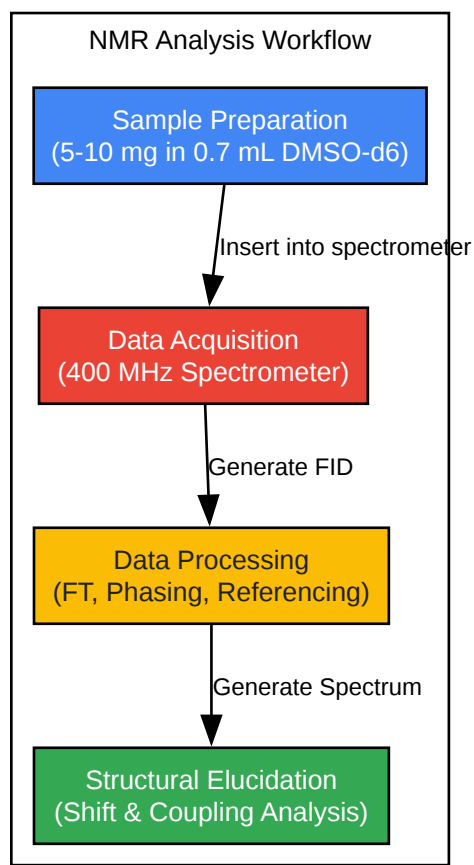 NMR Analysis Workflow
Sample Preparation
(5-10 mg in 0.7 mL DMSO-d6)
Insert into spectrometer
Data Acquisition
(400 MHz Spectrometer)
Generate FID
Data Processing
(FT, Phasing, Referencing)
Generate Spectrum
Structural Elucidation
(Shift & Coupling Analysis)